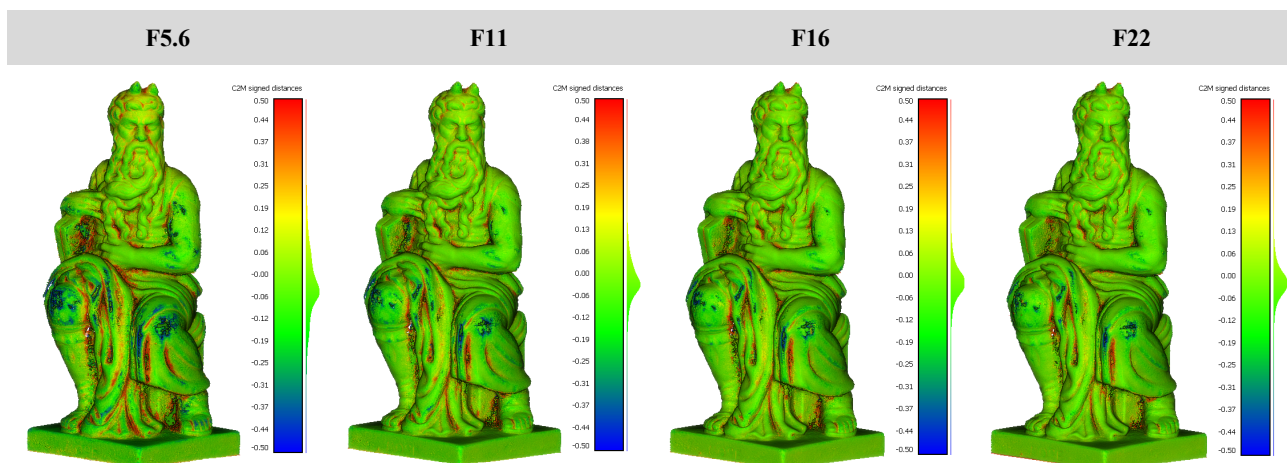 F5.6 F11 F16 F22
C2M signed distances C2M signed distances C2M signed distances C2M signed distances
0.50 0.50 0.50 0.50
0.44 0.44 0.44 0.44
0.38 0.38 0.38 0.38
0.31 0.31 0.31 0.31
0.25 0.25 0.25 0.25
0.19 0.19 0.19 0.19
0.12 0.12 0.13 0.13
0.06 0.06 0.06 0.06
-0.00 -0.00 0.00 0.00
-0.06 -0.06 -0.06 -0.06
-0.12 -0.12 -0.12 -0.12
-0.19 -0.19 -0.19 -0.19
-0.25 -0.25 -0.25 -0.25
-0.31 -0.31 -0.31 -0.31
-0.37 -0.37 -0.37 -0.37
-0.44 -0.44 -0.44 -0.44
-0.50 -0.50 -0.50 -0.50